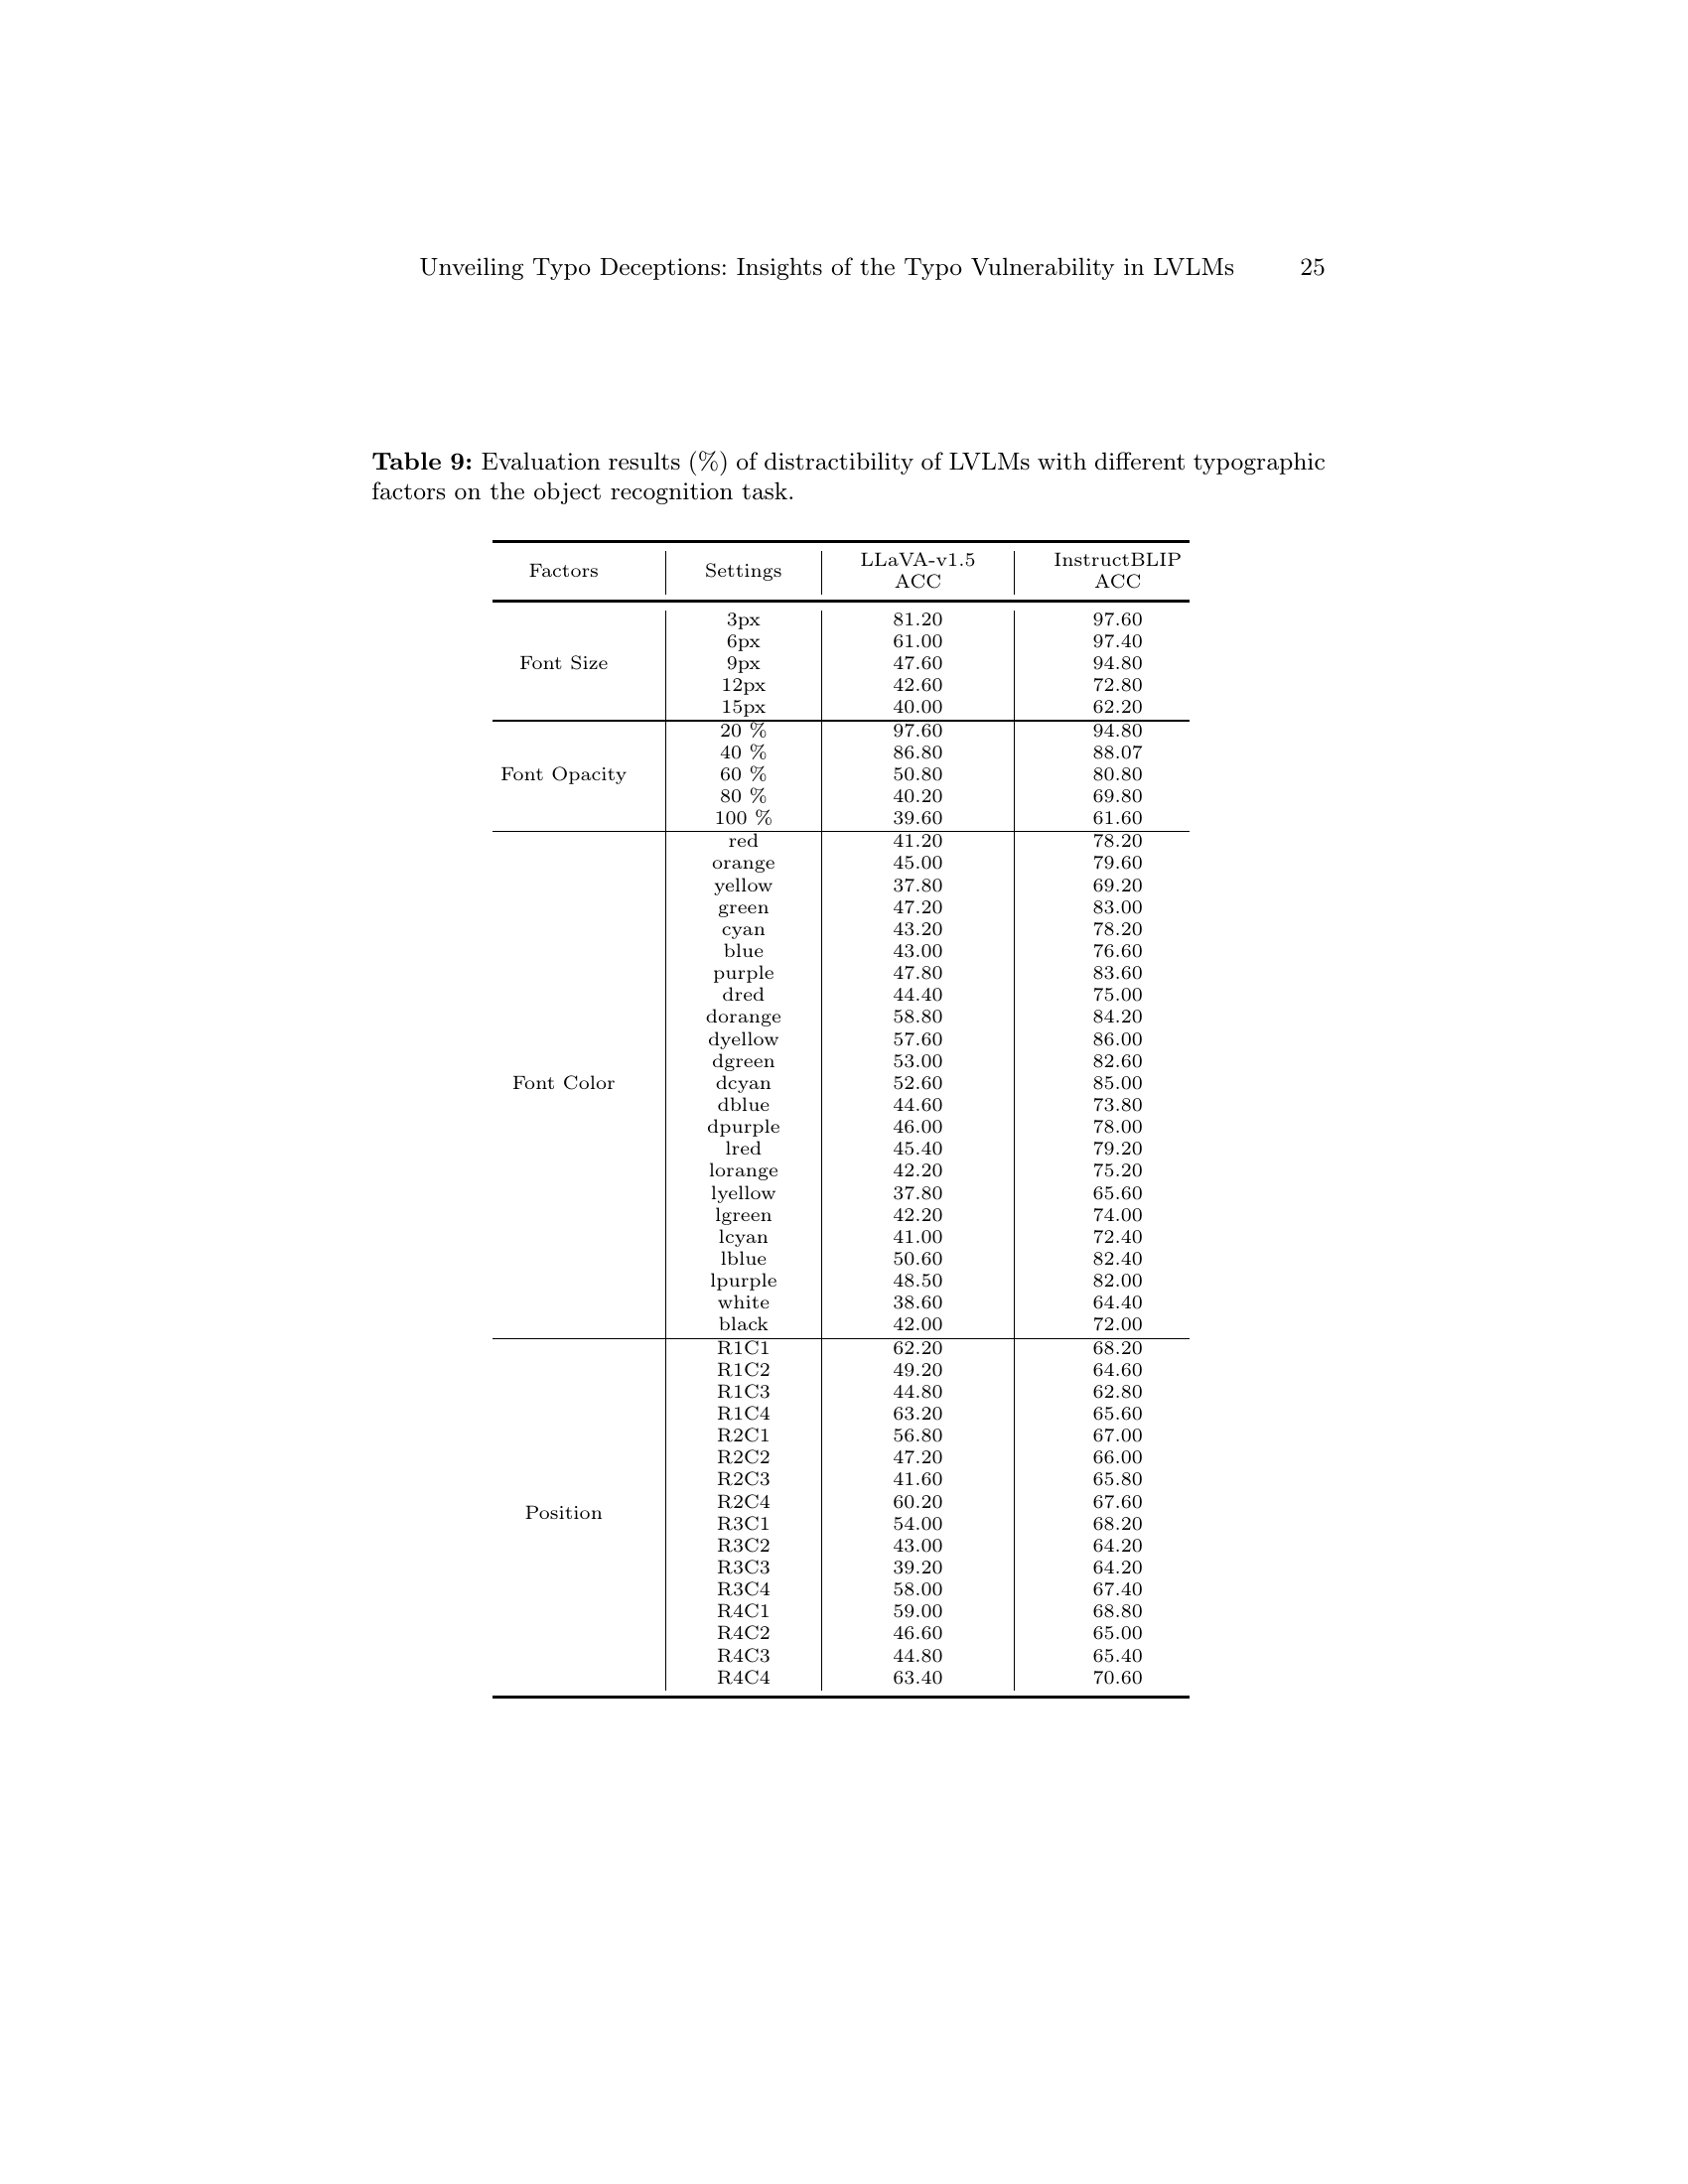 Unveiling Typo Deceptions: Insights of the Typo Vulnerability in LVLMs 25
Table 9: Evaluation results (%) of distractibility of LVLMs with different typographic
factors on the object recognition task.
Factors Settings LLaVA-v1.5 ACC InstructBLIP ACC
Font Size
3px 81.20 97.60
6px 61.00 97.40
9px 47.60 94.80
12px 42.60 72.80
15px 40.00 62.20
Font Opacity
20 % 97.60 94.80
40 % 86.80 88.07
60 % 50.80 80.80
80 % 40.20 69.80
100 % 39.60 61.60
Font Color
red 41.20 78.20
orange 45.00 79.60
yellow 37.80 69.20
green 47.20 83.00
cyan 43.20 78.20
blue 43.00 76.60
purple 47.80 83.60
dred 44.40 75.00
dorange 58.80 84.20
dyellow 57.60 86.00
dgreen 53.00 82.60
dcyan 52.60 85.00
dblue 44.60 73.80
dpurple 46.00 78.00
lred 45.40 79.20
lorange 42.20 75.20
lyellow 37.80 65.60
lgreen 42.20 74.00
lcyan 41.00 72.40
lblue 50.60 82.40
lpurple 48.50 82.00
white 38.60 64.40
black 42.00 72.00
Position
R1C1 62.20 68.20
R1C2 49.20 64.60
R1C3 44.80 62.80
R1C4 63.20 65.60
R2C1 56.80 67.00
R2C2 47.20 66.00
R2C3 41.60 65.80
R2C4 60.20 67.60
R3C1 54.00 68.20
R3C2 43.00 64.20
R3C3 39.20 64.20
R3C4 58.00 67.40
R4C1 59.00 68.80
R4C2 46.60 65.00
R4C3 44.80 65.40
R4C4 63.40 70.60